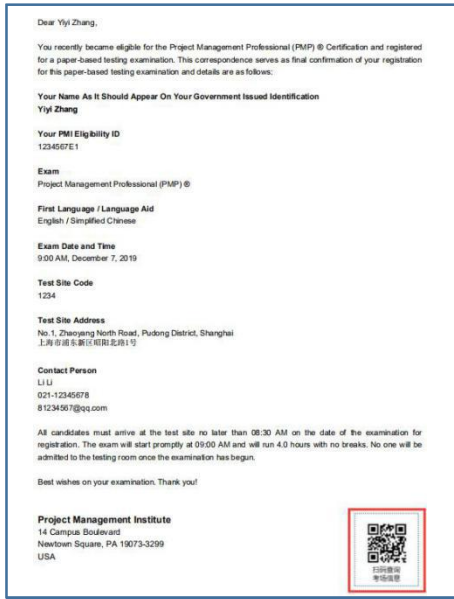 Dear Yiyi Zhang,
You recently became eligible for the Project Management Professional (PMP) ® Certification and registered
for a paper-based testing examination. This correspondence serves as final confirmation of your registration
for this paper-based testing examination and details are as follows:
Your Name As It Should Appear On Your Government Issued Identification
Yiyi Zhang
Your PMI Eligibility ID
1234567E1
Exam
Project Management Professional (PMP) ®
First Language / Language Aid
English / Simplified Chinese
Exam Date and Time
9:00 AM, December 7, 2019
Test Site Code
1234
Test Site Address
No.1, Zhaoyang North Road, Pudong District, Shanghai
上海市浦东新区昭阳北路1号
Contact Person
Li Li
021-12345678
81234567@qq.com
All candidates must arrive at the test site no later than 08:30 AM on the date of the examination for
registration. The exam will start promptly at 09:00 AM and will run 4.0 hours with no breaks. No one will be
admitted to the testing room once the examination has begun.
Best wishes on your examination. Thank you!
Project Management Institute
14 Campus Boulevard
Newtown Square, PA 19073-3299
USA
扫码查询
考场信息